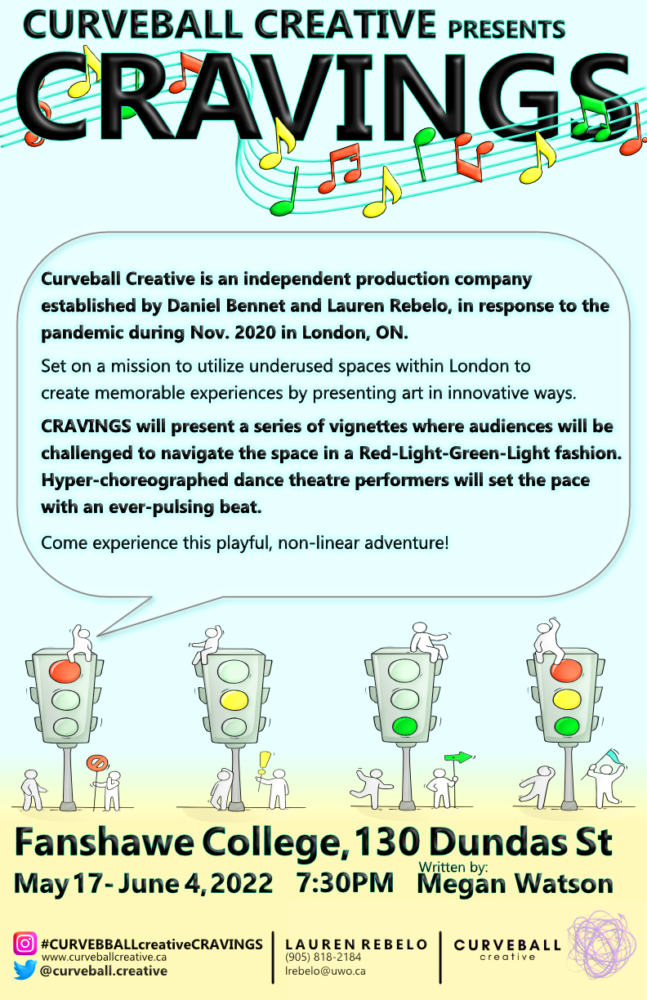 CURVEBALL CREATIVE PRESENTS
CRAVINGS
Curveball Creative is an independent production company
established by Daniel Bennet and Lauren Rebelo, in response to the
pandemic during Nov. 2020 in London, ON.
Set on a mission to utilize underused spaces within London to
create memorable experiences by presenting art in innovative ways.
CRAVINGS will present a series of vignettes where audiences will be
challenged to navigate the space in a Red-Light-Green-Light fashion.
Hyper-choreographed dance theatre performers will set the pace
with an ever-pulsing beat.
Come experience this playful, non-linear adventure!
Fanshawe College, 130 Dundas St
May 17- June 4, 2022 7:30PM
Written by:
Megan Watson
#CURVEBBALLcreativeCRAVINGS
www.curveballcreative.ca
@curveball.creative
LAUREN REBELO
(905) 818-2184
lrebelo@uwo.ca
CURVEBALL
creative